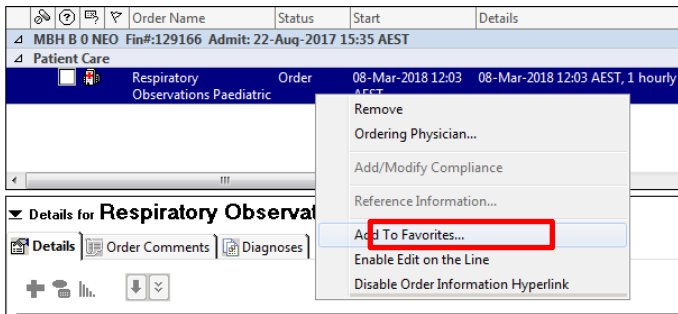 Order Name Status Start Details
MBH B 0 NEO Fin#:129166 Admit: 22-Aug-2017 15:35 AEST
Patient Care
Respiratory Order 08-Mar-2018 12:03 08-Mar-2018 12:03 AEST, 1 hourly
Observations Paediatric AEST
Remove
Ordering Physician...
Add/Modify Compliance
Reference Information...
Add To Favorites...
Enable Edit on the Line
Disable Order Information Hyperlink
Details for Respiratory Observat
Details Order Comments Diagnoses